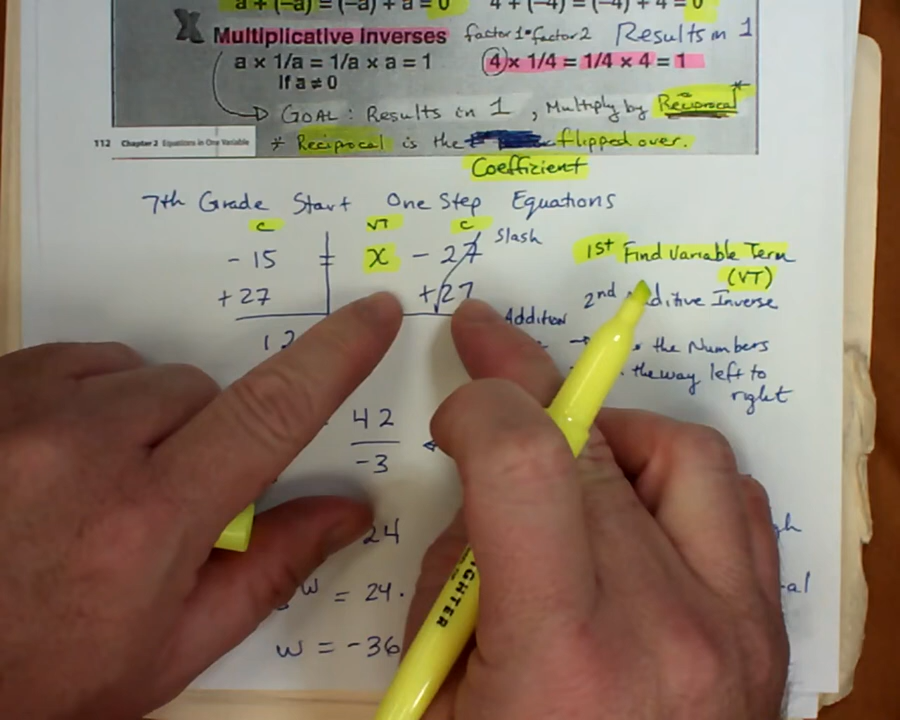 a + (-a) = (-a) + a = 0 4 + (-4) = (-4) + 4 = 0
X Multiplicative Inverses factor 1 • factor 2 Results in 1
a x 1/a = 1/a x a = 1 4 x 1/4 = 1/4 x 4 = 1
If a ≠ 0
GOAL: Results in 1, Multiply by Reciprocal*
112 Chapter 2 Equations in One Variable * Reciprocal is the flipped over.
Coefficient
7th Grade Start One Step Equations
C VT C Slash
-15 = x - 27 1st Find Variable Term
(VT)
+27 +27 2nd Additive Inverse
Addition
12 the Numbers
the way left to
right
42
-3
24
w = 24.
w = -36